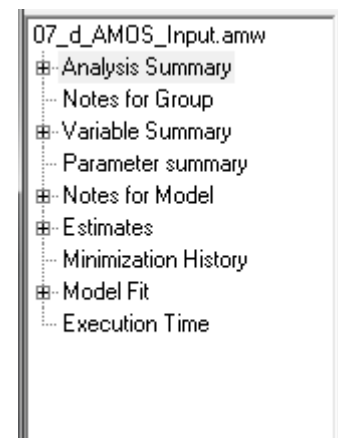 07_d_AMOS_Input.amw
Analysis Summary
Notes for Group
Variable Summary
Parameter summary
Notes for Model
Estimates
Minimization History
Model Fit
Execution Time